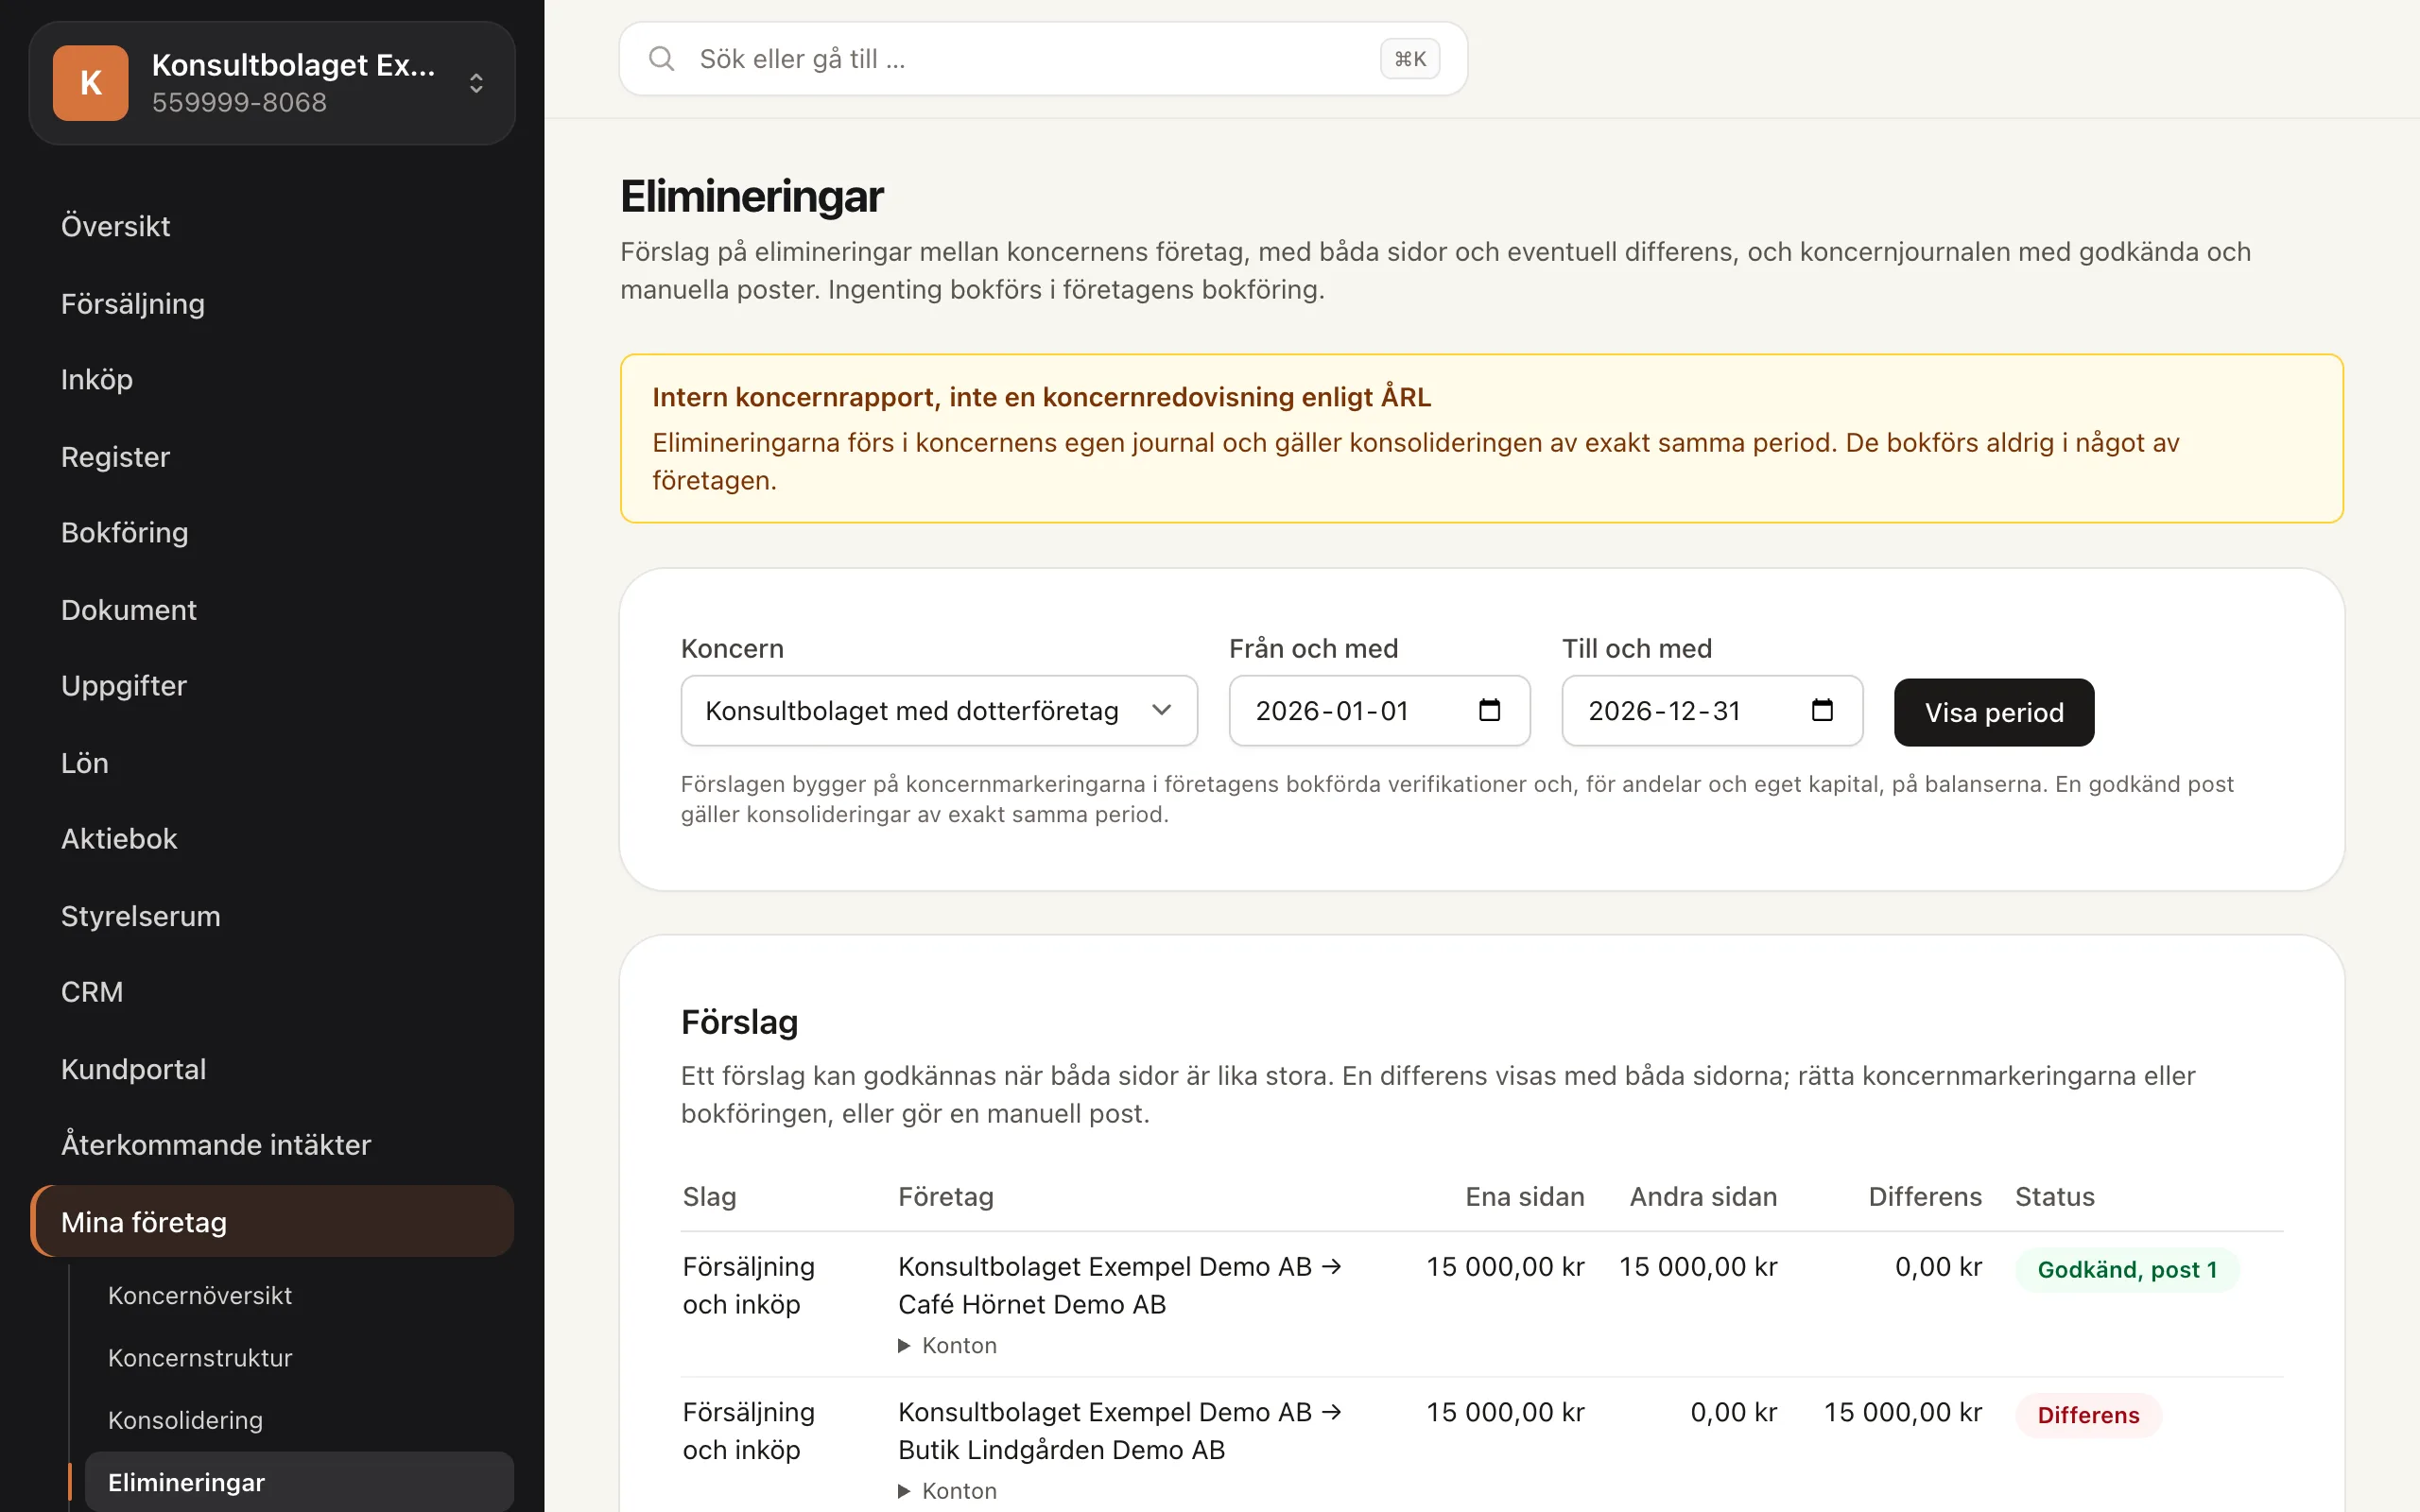 K
Konsultbolaget Ex...
559999-8068
Översikt
Försäljning
Inköp
Register
Bokföring
Dokument
Uppgifter
Lön
Aktiebok
Styrelserum
CRM
Kundportal
Återkommande intäkter
Mina företag
Koncernöversikt
Koncernstruktur
Konsolidering
Elimineringar
Sök eller gå till ...
⌘K
Elimineringar
Förslag på elimineringar mellan koncernens företag, med båda sidor och eventuell differens, och koncernjournalen med godkända och
manuella poster. Ingenting bokförs i företagens bokföring.
Intern koncernrapport, inte en koncernredovisning enligt ÅRL
Elimineringarna förs i koncernens egen journal och gäller konsolideringen av exakt samma period. De bokförs aldrig i något av
företagen.
Koncern
Från och med
Till och med
Konsultbolaget med dotterföretag
2026-01-01
2026-12-31
Visa period
Förslagen bygger på koncernmarkeringarna i företagens bokförda verifikationer och, för andelar och eget kapital, på balanserna. En godkänd post
gäller konsolideringar av exakt samma period.
Förslag
Ett förslag kan godkännas när båda sidor är lika stora. En differens visas med båda sidorna; rätta koncernmarkeringarna eller
bokföringen, eller gör en manuell post.
Slag Företag Ena sidan Andra sidan Differens Status
Försäljning Konsultbolaget Exempel Demo AB → 15 000,00 kr 15 000,00 kr 0,00 kr Godkänd, post 1
och inköp Café Hörnet Demo AB
▶ Konton
Försäljning Konsultbolaget Exempel Demo AB → 15 000,00 kr 0,00 kr 15 000,00 kr Differens
och inköp Butik Lindgården Demo AB
▶ Konton